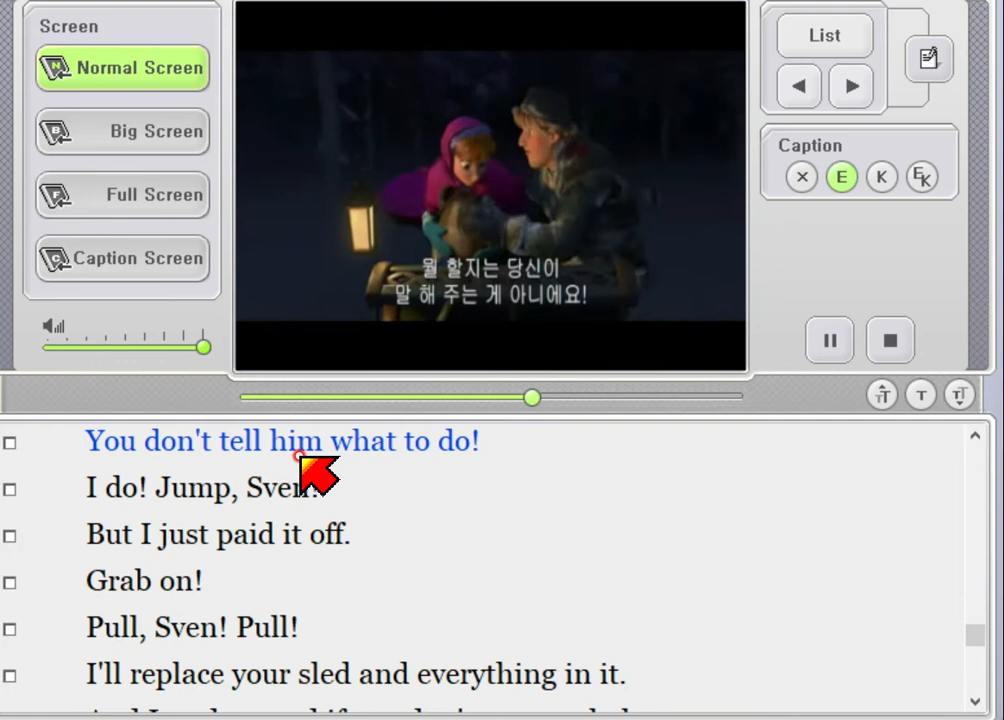 Screen
Normal Screen
Big Screen
Full Screen
Caption Screen
뭘 할지는 당신이
말 해 주는 게 아니에요!
List
Caption
E
K
EK
T
T
T
You don't tell him what to do!
I do! Jump, Sven!
But I just paid it off.
Grab on!
Pull, Sven! Pull!
I'll replace your sled and everything in it.